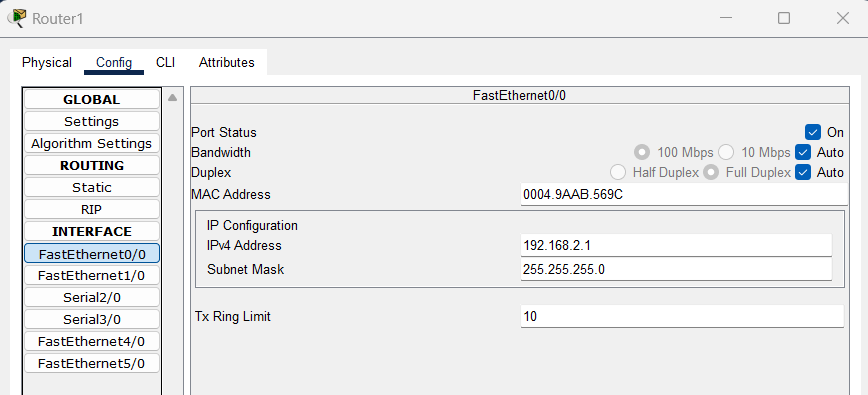 Router1
Physical Config CLI Attributes
GLOBAL
Settings
Algorithm Settings
ROUTING
Static
RIP
INTERFACE
FastEthernet0/0
FastEthernet1/0
Serial2/0
Serial3/0
FastEthernet4/0
FastEthernet5/0
FastEthernet0/0
Port Status On
Bandwidth 100 Mbps 10 Mbps Auto
Duplex Half Duplex Full Duplex Auto
MAC Address 0004.9AAB.569C
IP Configuration
IPv4 Address 192.168.2.1
Subnet Mask 255.255.255.0
Tx Ring Limit 10